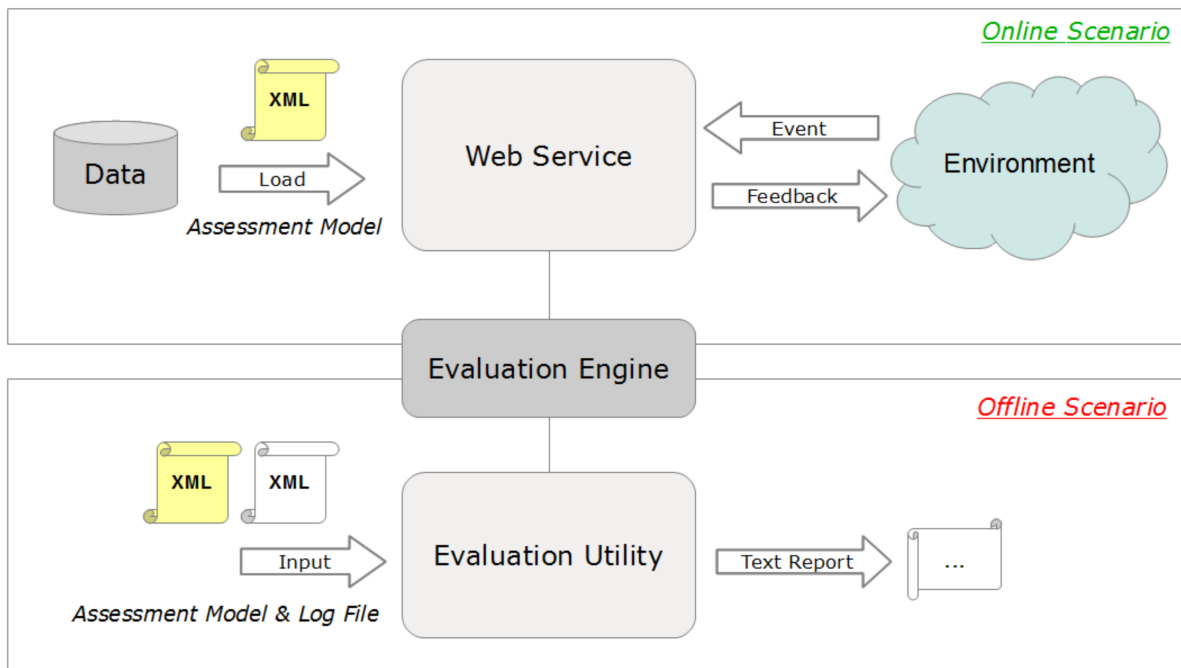 Online Scenario
XML
Data
Load
Assessment Model
Web Service
Event
Feedback
Environment
Evaluation Engine
Offline Scenario
XML
XML
Input
Assessment Model & Log File
Evaluation Utility
Text Report
...